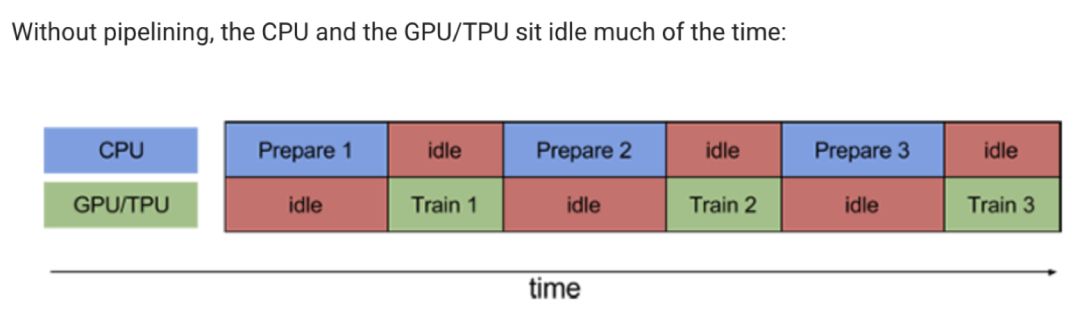 Without pipelining, the CPU and the GPU/TPU sit idle much of the time:
CPU Prepare 1 idle Prepare 2 idle Prepare 3 idle
GPU/TPU idle Train 1 idle Train 2 idle Train 3
time